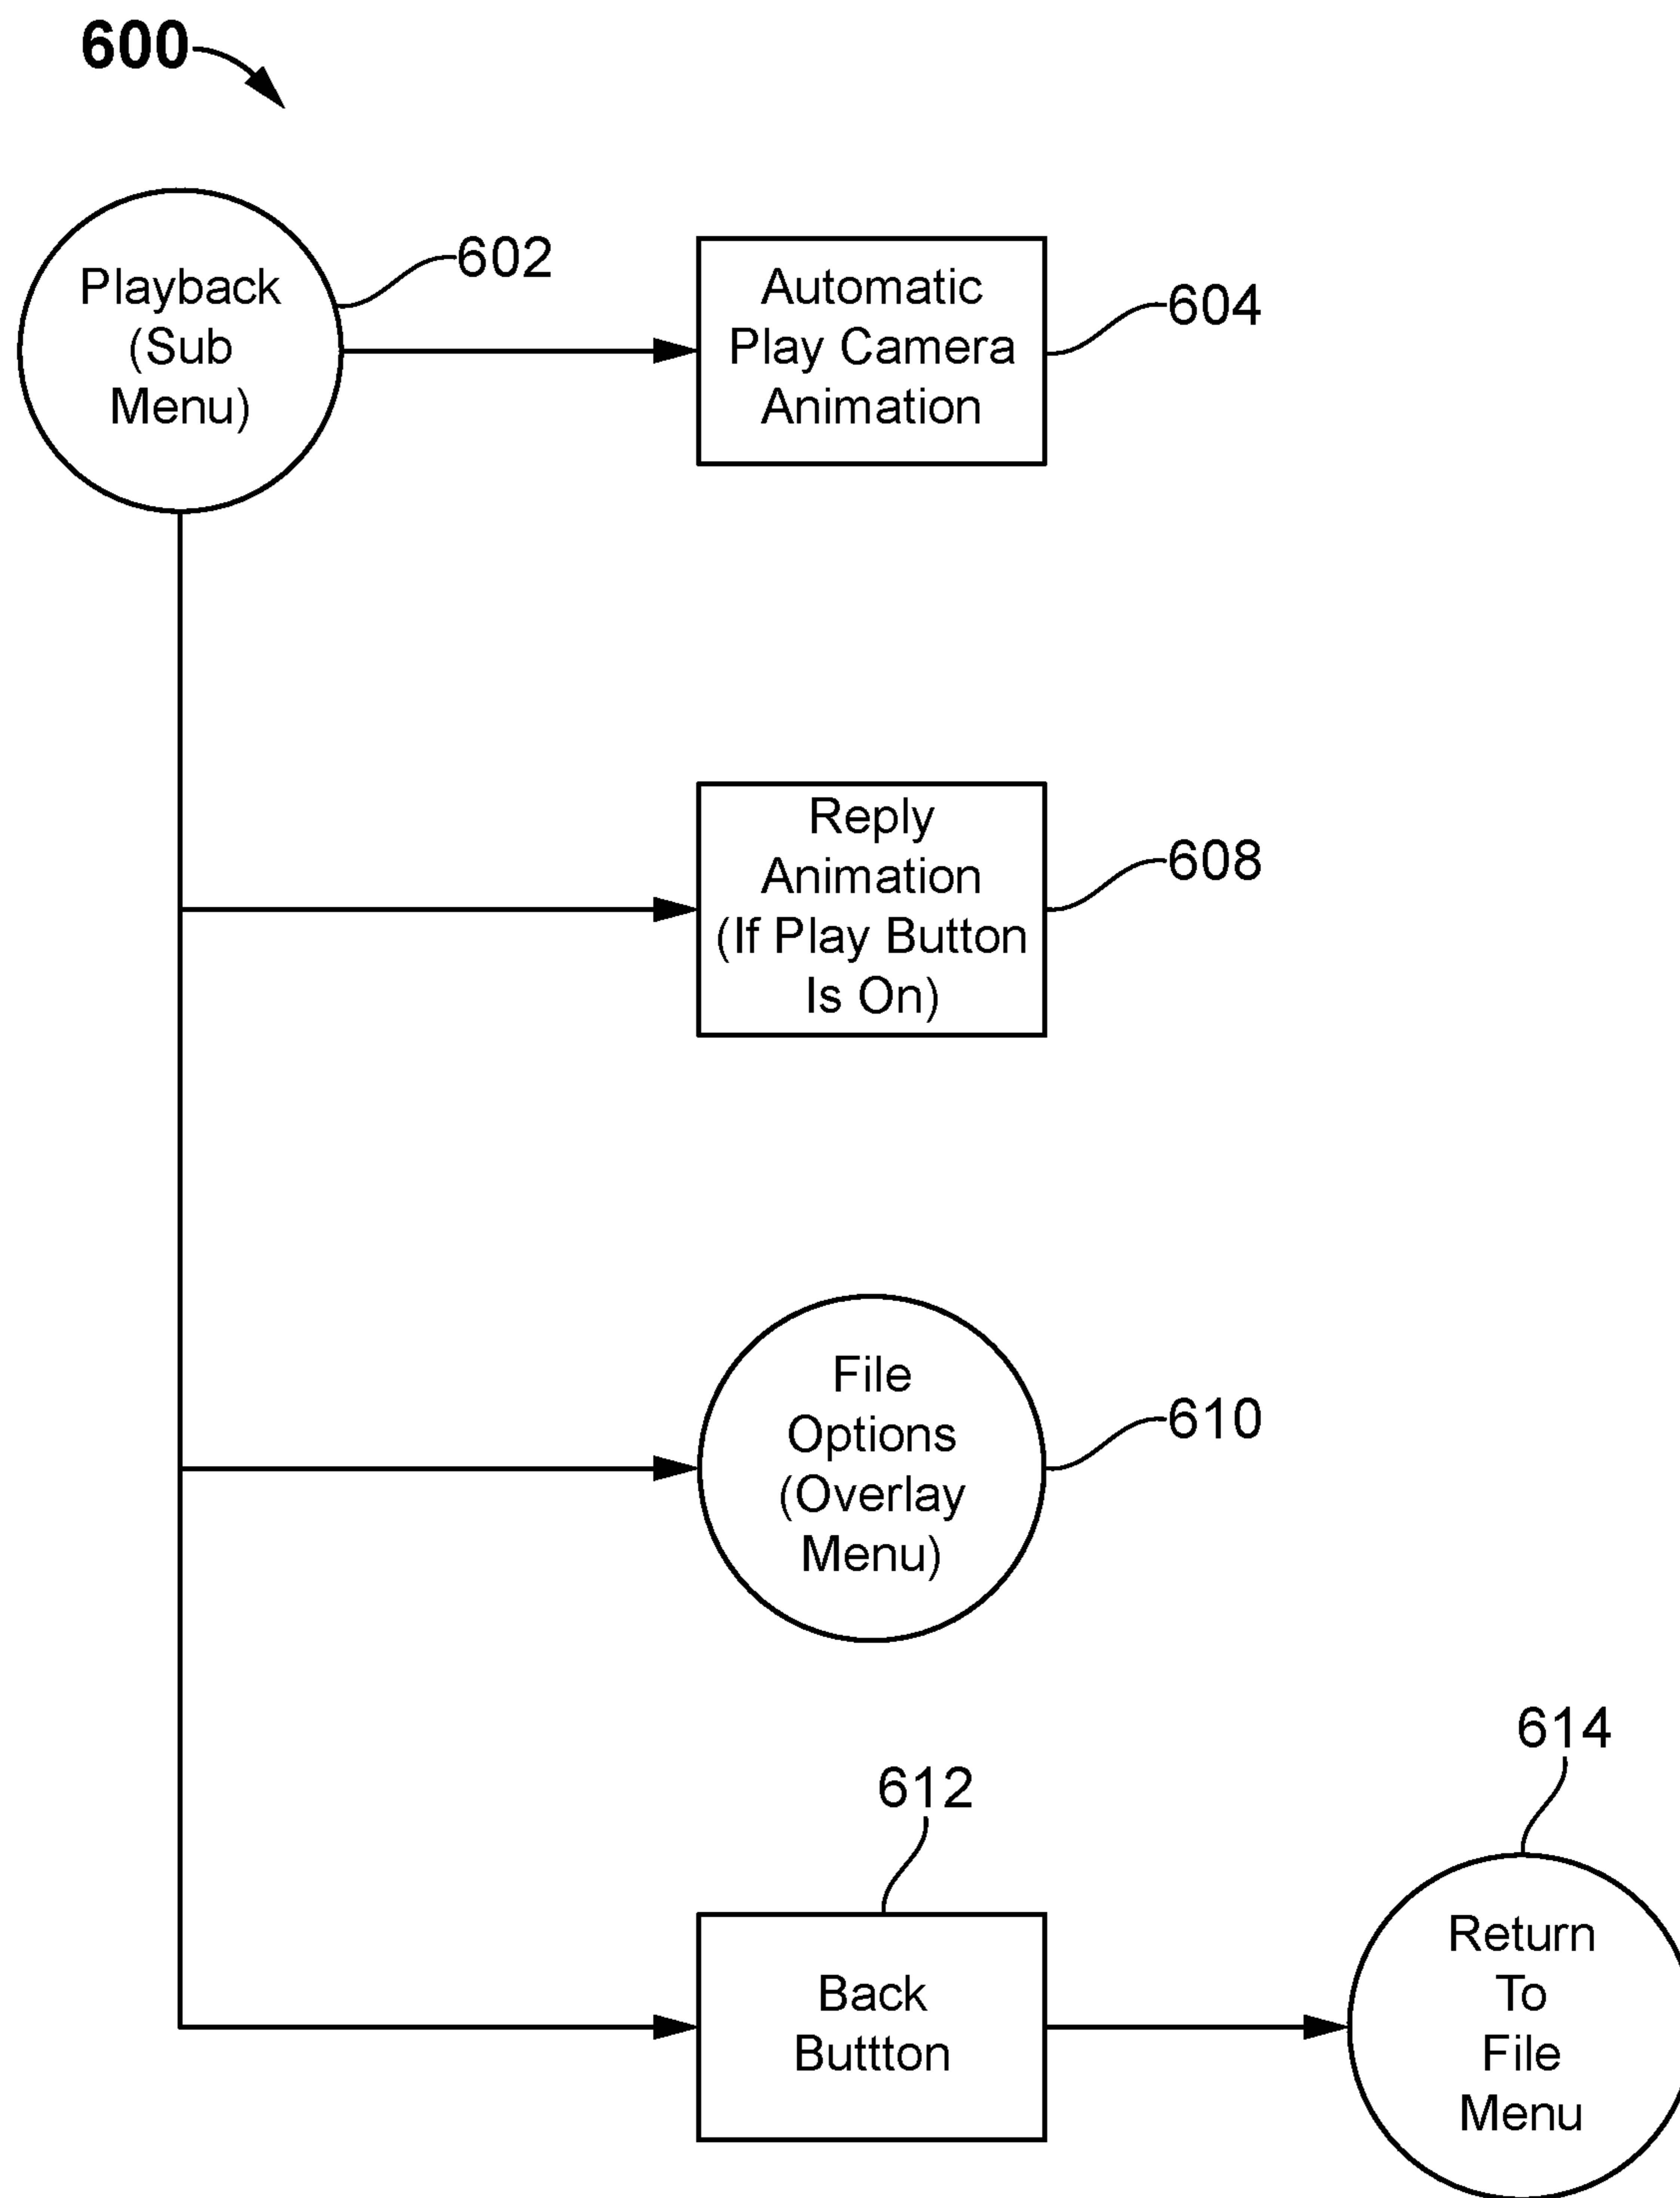 600
Playback
(Sub
Menu)
602
Automatic
Play Camera
Animation
604
Reply
Animation
(If Play Button
Is On)
608
File
Options
(Overlay
Menu)
610
612
Back
Buttton
614
Return
To
File
Menu